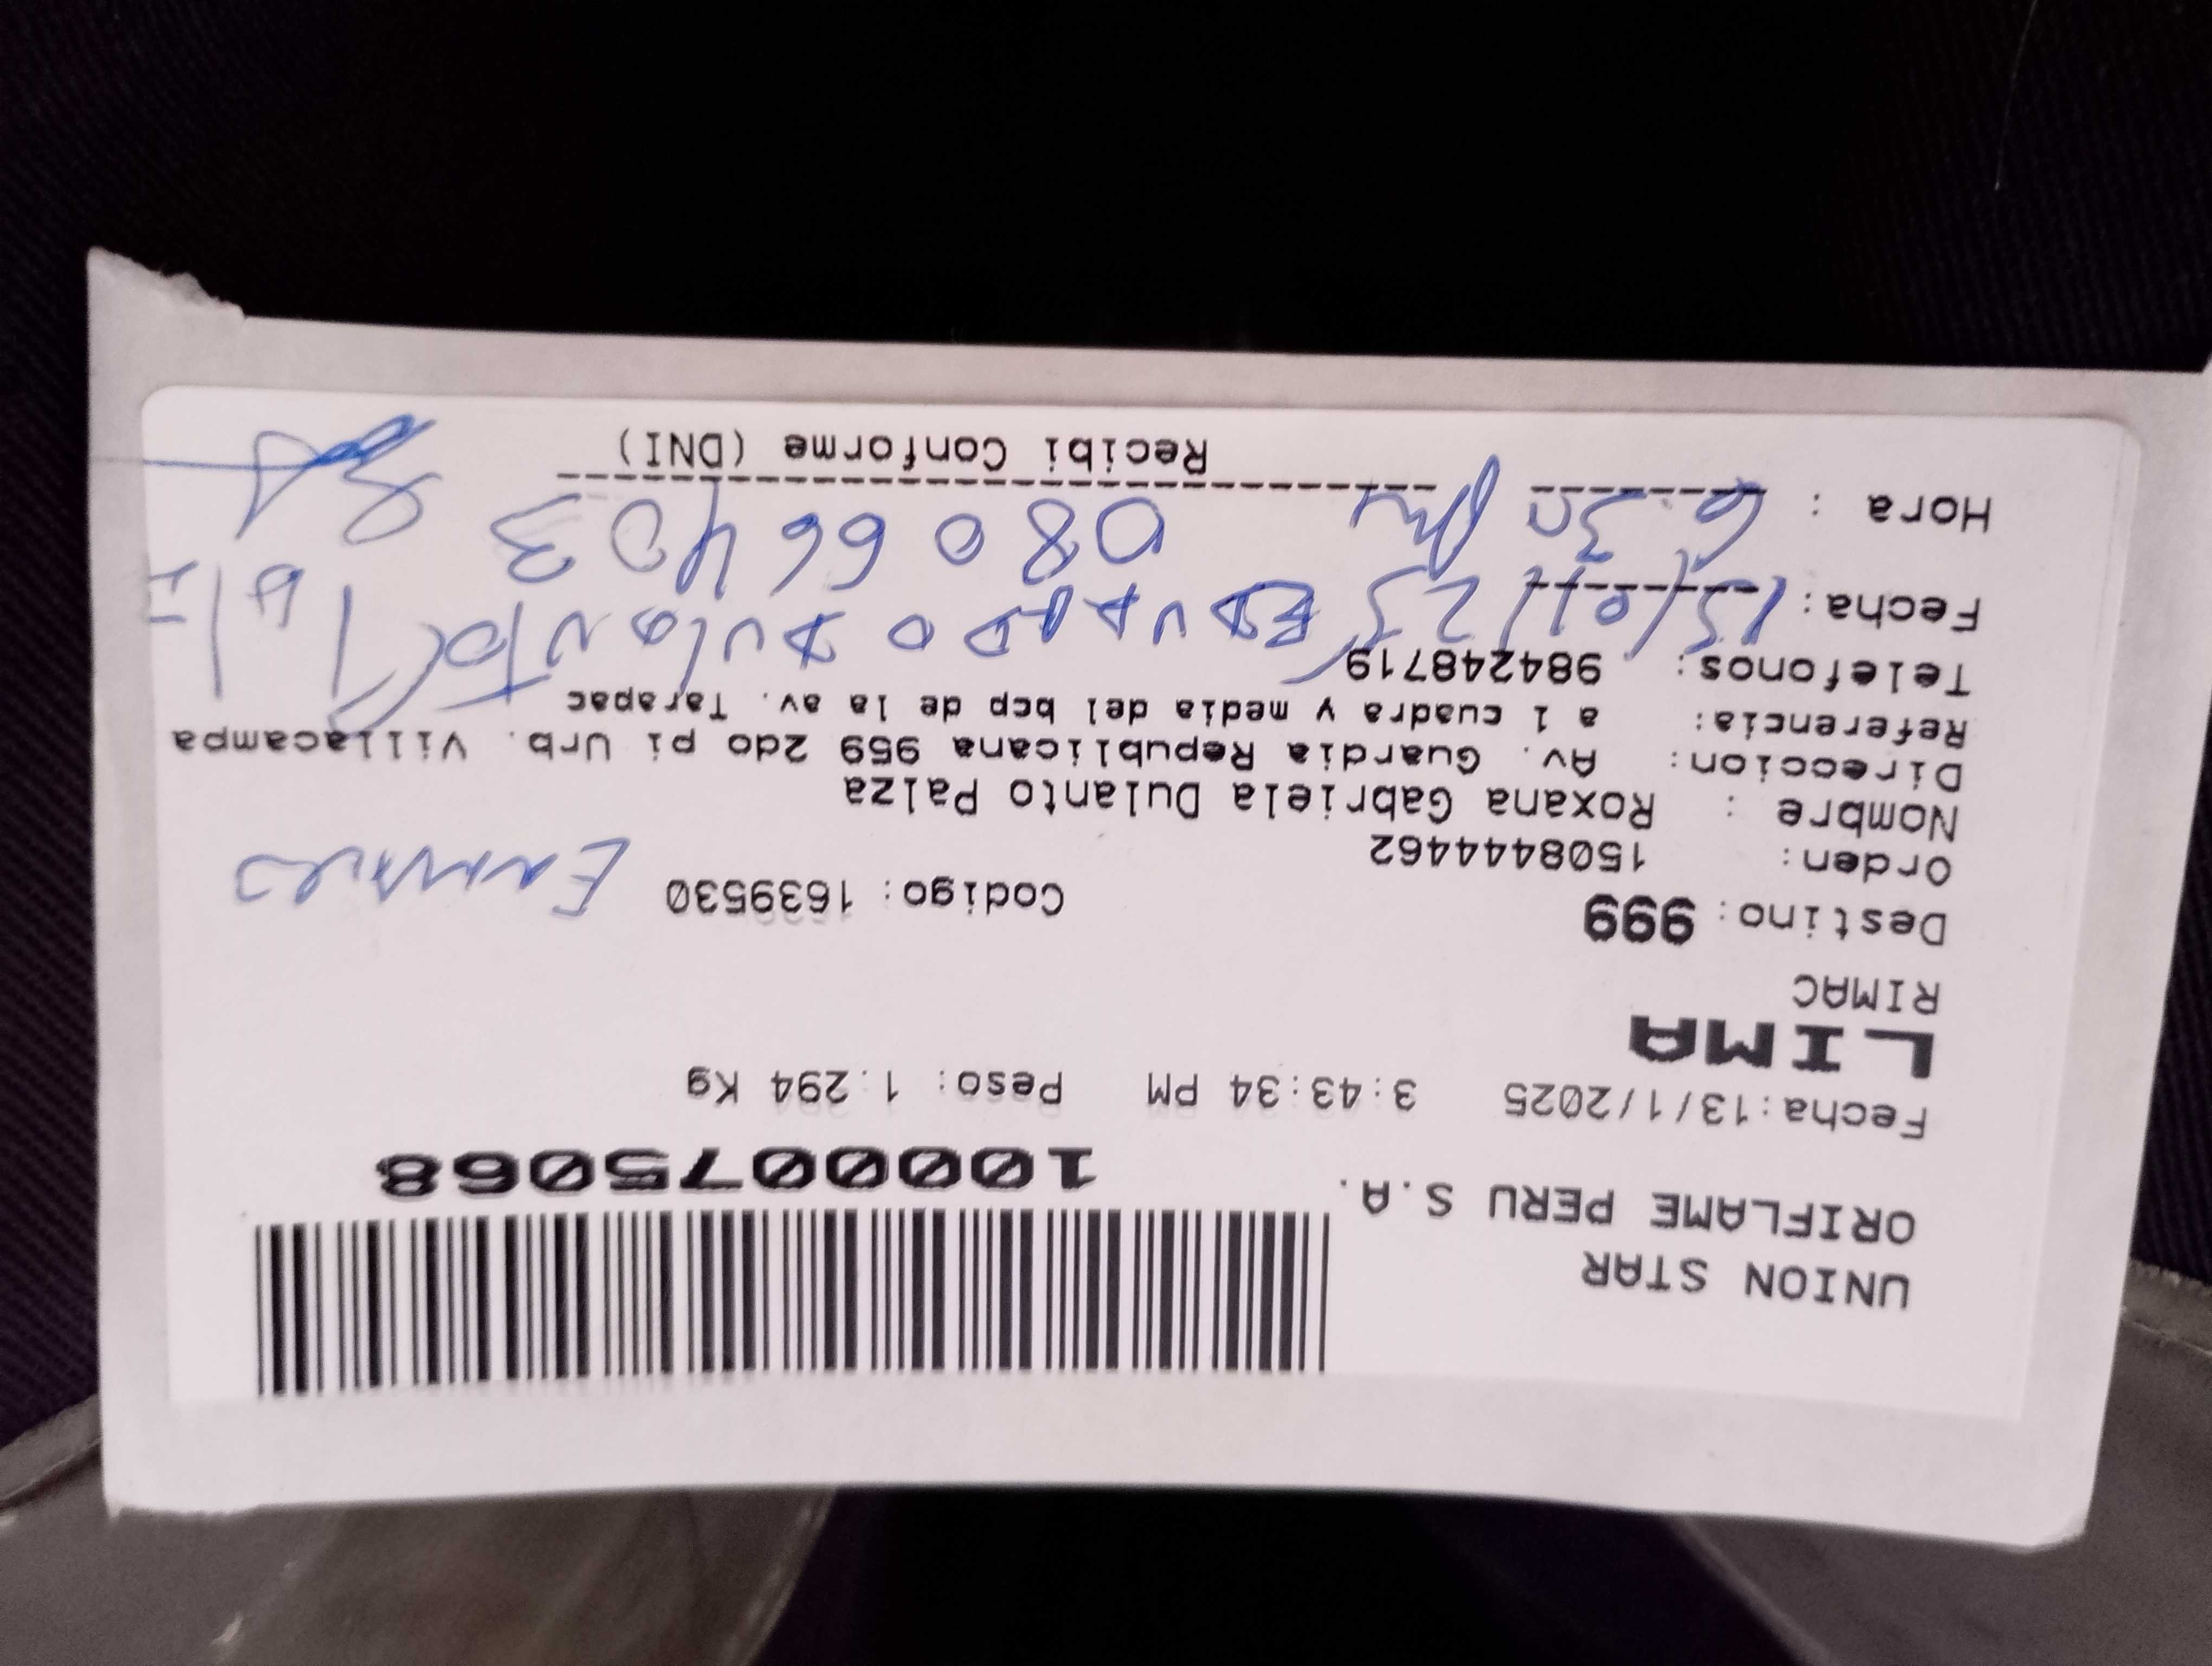 UNION STAR
ORIFLAME PERU S.A.
1000075068
Fecha:13/1/2025 3:43:34 PM Peso: 1.294 Kg
LIMA
RIMAC
Destino: 999 Codigo: 1639530
Orden: 1508444462
Nombre : Roxana Gabriela Dulanto Palza
Direccion: Av. Guardia Republicana 959 2do pi Urb. Villacampa
Referencia: a 1 cuadra y media del bcp de la av. Tarapac
Telefonos: 984248719
Fecha: 13/01/25 EDUARDO DulaNTO
Hora : 6:30 pm 08066403
Recibi Conforme (DNI)